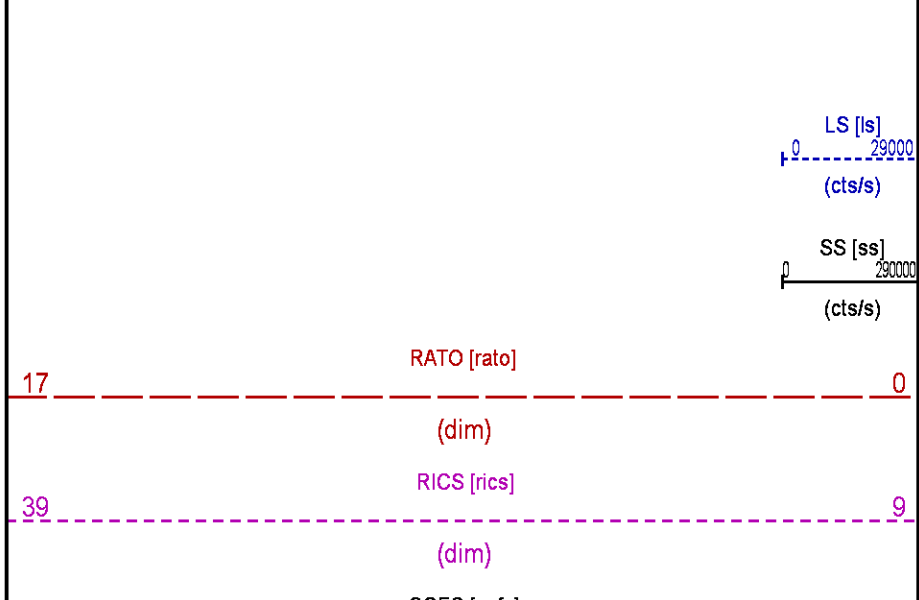 LS [ls]
0 29000
(cts/s)
SS [ss]
0 290000
(cts/s)
RATO [rato]
17 0
(dim)
RICS [rics]
39 9
(dim)